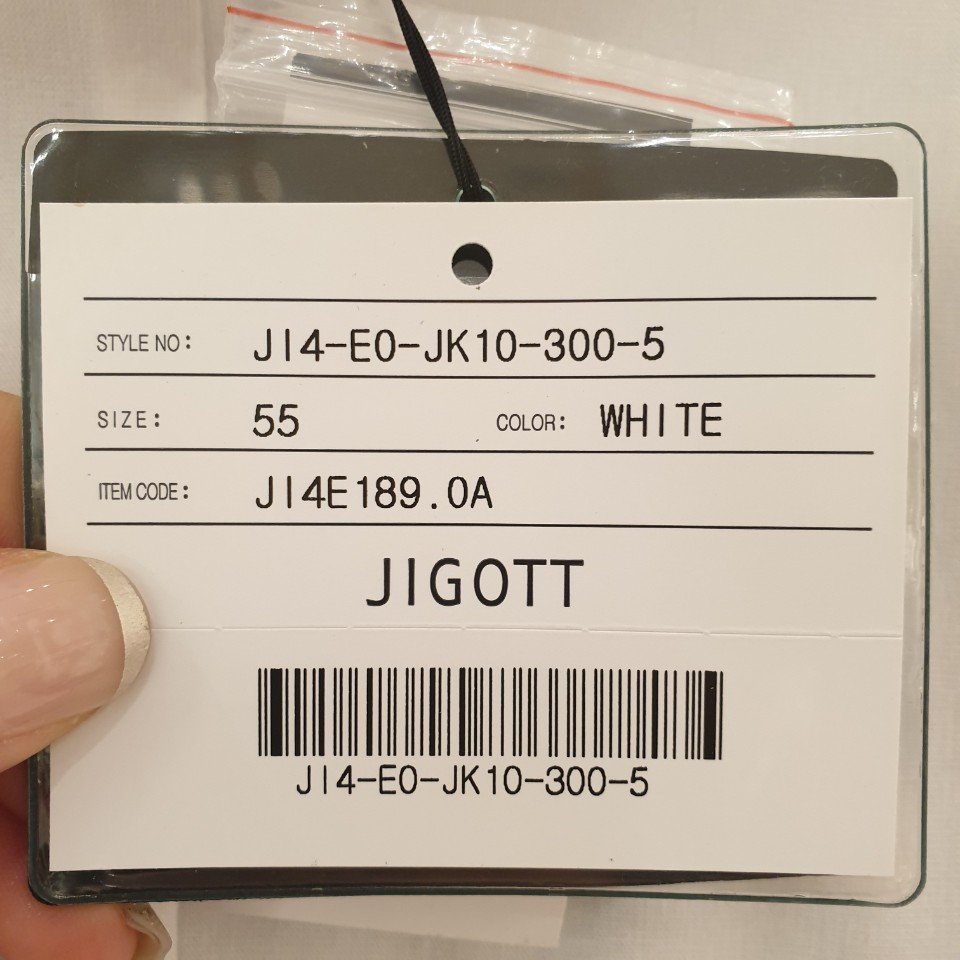 STYLE NO: JI4-E0-JK10-300-5
SIZE: 55 COLOR: WHITE
ITEM CODE: JI4E189.0A
JIGOTT
JI4-E0-JK10-300-5